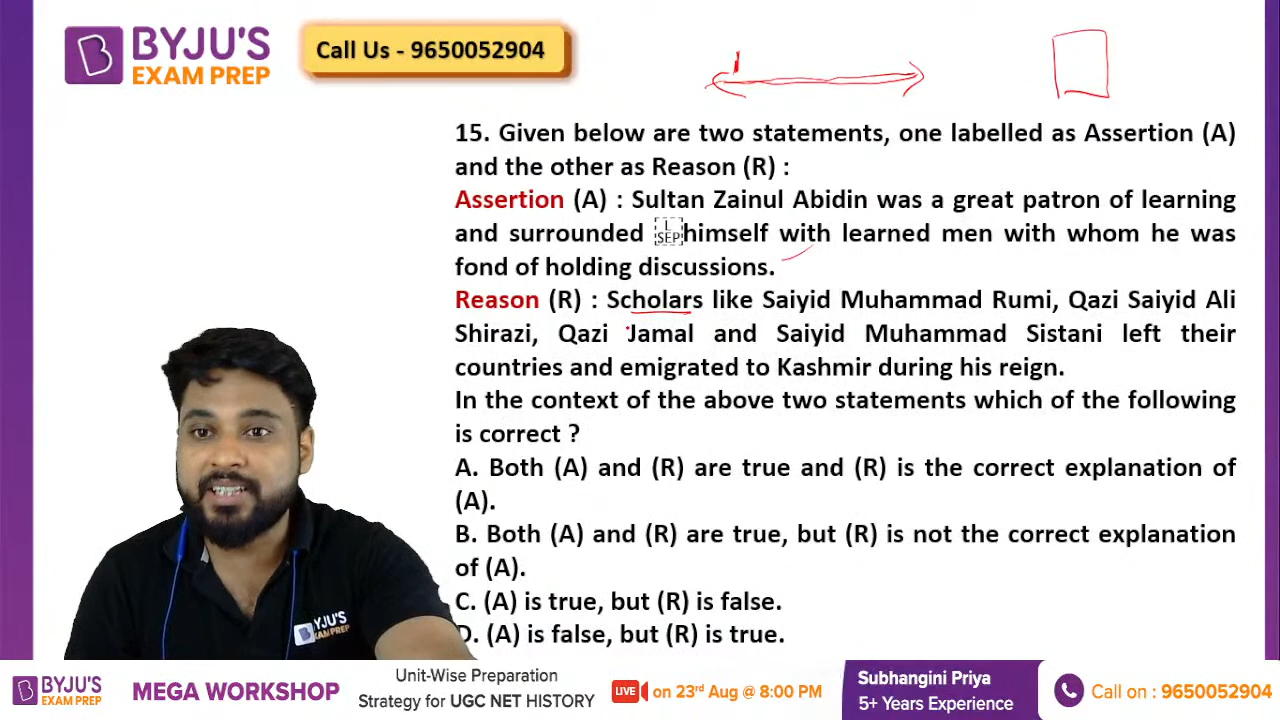 BYJU'S
EXAM PREP
Call Us - 9650052904
15. Given below are two statements, one labelled as Assertion (A)
and the other as Reason (R) :
Assertion (A) : Sultan Zainul Abidin was a great patron of learning
and surrounded L SEP himself with learned men with whom he was
fond of holding discussions.
Reason (R) : Scholars like Saiyid Muhammad Rumi, Qazi Saiyid Ali
Shirazi, Qazi Jamal and Saiyid Muhammad Sistani left their
countries and emigrated to Kashmir during his reign.
In the context of the above two statements which of the following
is correct ?
A. Both (A) and (R) are true and (R) is the correct explanation of
(A).
B. Both (A) and (R) are true, but (R) is not the correct explanation
of (A).
C. (A) is true, but (R) is false.
D. (A) is false, but (R) is true.
BYJU'S
EXAM PREP
BYJU'S
EXAM PREP
MEGA WORKSHOP
Unit-Wise Preparation
Strategy for UGC NET HISTORY
LIVE on 23rd Aug @ 8:00 PM
Subhangini Priya
5+ Years Experience
Call on : 9650052904